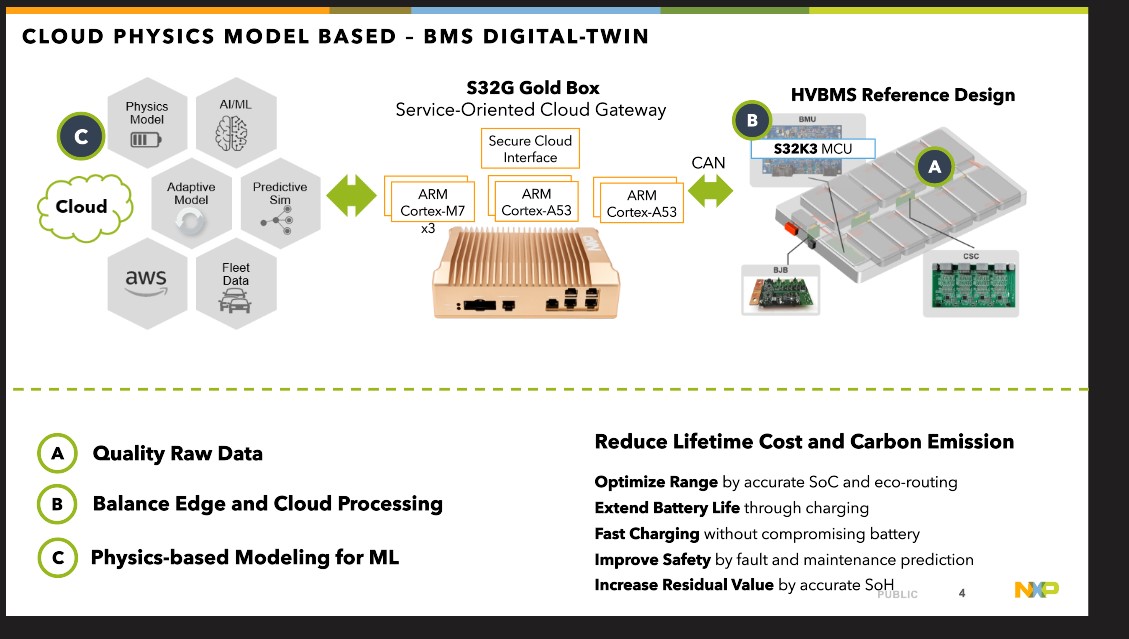 CLOUD PHYSICS MODEL BASED – BMS DIGITAL-TWIN
C
Physics
Model
AI/ML
Cloud
Adaptive
Model
Predictive
Sim
aws
Fleet
Data
S32G Gold Box
Service-Oriented Cloud Gateway
Secure Cloud
Interface
ARM
Cortex-M7
x3
ARM
Cortex-A53
ARM
Cortex-A53
NXP
CAN
HVBMS Reference Design
B
BMU
S32K3 MCU
A
BJB
CSC
A Quality Raw Data
B Balance Edge and Cloud Processing
C Physics-based Modeling for ML
Reduce Lifetime Cost and Carbon Emission
Optimize Range by accurate SoC and eco-routing
Extend Battery Life through charging
Fast Charging without compromising battery
Improve Safety by fault and maintenance prediction
Increase Residual Value by accurate SoH
PUBLIC
4
NXP